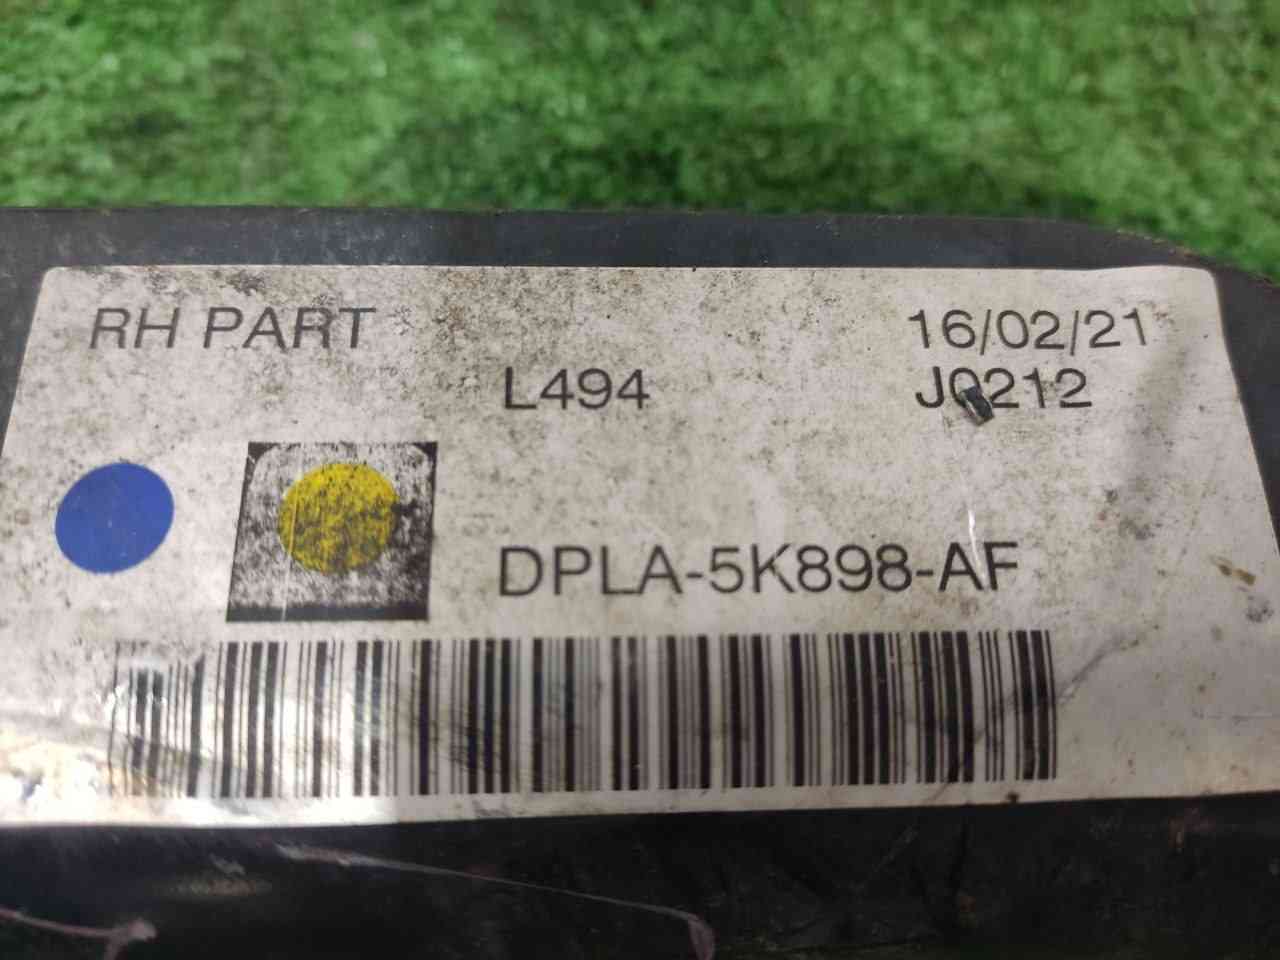 RH PART
16/02/21
L494
J0212
DPLA-5K898-AF